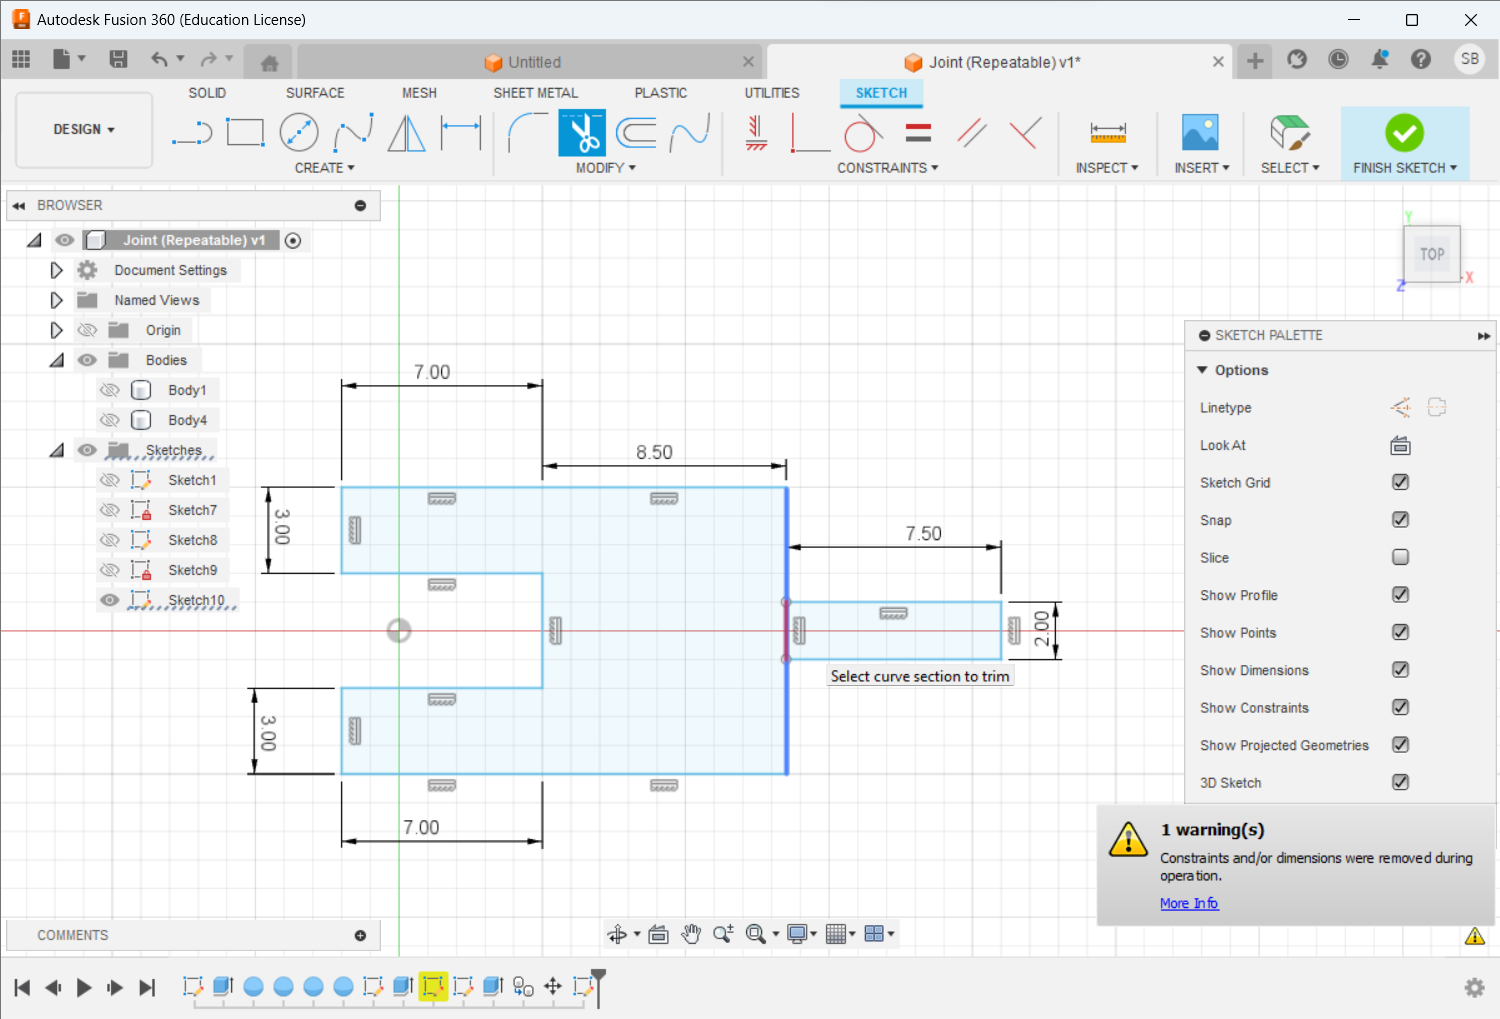 Autodesk Fusion 360 (Education License)
Untitled
Joint (Repeatable) v1*
SB
SOLID
SURFACE
MESH
SHEET METAL
PLASTIC
UTILITIES
SKETCH
DESIGN
CREATE
MODIFY
CONSTRAINTS
INSPECT
INSERT
SELECT
FINISH SKETCH
BROWSER
Joint (Repeatable) v1
Document Settings
Named Views
Origin
Bodies
Body1
Body4
Sketches
Sketch1
Sketch7
Sketch8
Sketch9
Sketch10
7.00
8.50
3.00
7.50
2.00
3.00
7.00
Select curve section to trim
Y
TOP
X
Z
SKETCH PALETTE
Options
Linetype
Look At
Sketch Grid
Snap
Slice
Show Profile
Show Points
Show Dimensions
Show Constraints
Show Projected Geometries
3D Sketch
1 warning(s)
Constraints and/or dimensions were removed during
operation.
More Info
COMMENTS